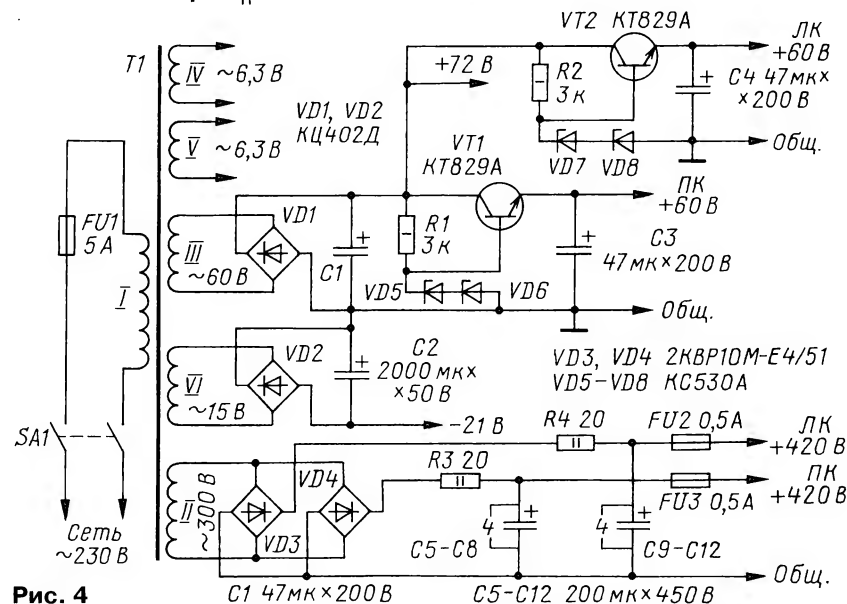 VT2 КТ829А
ЛК
+60 В
T1
IV ~6,3 В
+72 В
R2
3 к
C4 47 мк×
×200 В
VD1, VD2
КЦ402Д
V ~6,3 В
VT1
КТ829А
VD7 VD8
Общ.
ПК
+60 В
FU1
5 А
VD1
R1
3 к
III
~60 В
C1
C3
47 мк×200 В
I
VD5 VD6
Общ.
VD2
C2
2000 мк×
×50 В
VD3, VD4 2КВР10М-Е4/51
VD5-VD8 КС530А
VI
~15 В
-21 В
SA1
R4 20
FU2 0,5А
ЛК
+420 В
VD4
R3 20
ПК
+420 В
II
~300 В
FU3 0,5А
4
4
VD3
Сеть
~230 В
C5-C8
C9-C12
Общ.
Рис. 4
C1 47мк×200 В
C5-C12 200 мк×450 В